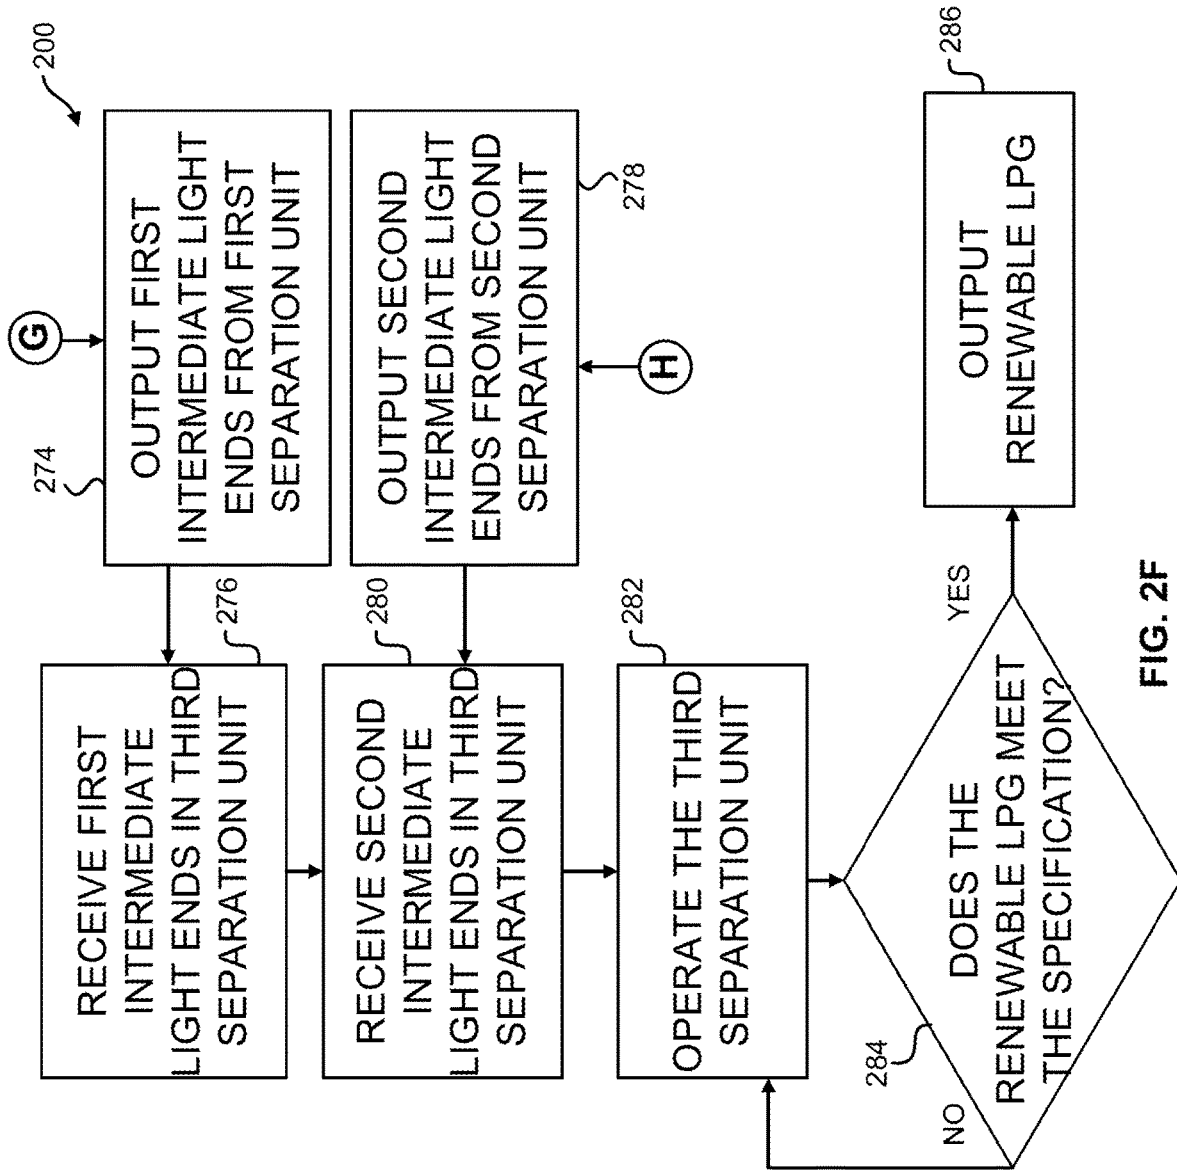 200
G
274
OUTPUT FIRST
INTERMEDIATE LIGHT
ENDS FROM FIRST
SEPARATION UNIT
276
RECEIVE FIRST
INTERMEDIATE
LIGHT ENDS IN THIRD
SEPARATION UNIT
278
OUTPUT SECOND
INTERMEDIATE LIGHT
ENDS FROM SECOND
SEPARATION UNIT
H
280
RECEIVE SECOND
INTERMEDIATE
LIGHT ENDS IN THIRD
SEPARATION UNIT
282
OPERATE THE THIRD
SEPARATION UNIT
284
DOES THE
RENEWABLE LPG MEET
THE SPECIFICATION?
NO
YES
286
OUTPUT
RENEWABLE LPG
FIG. 2F